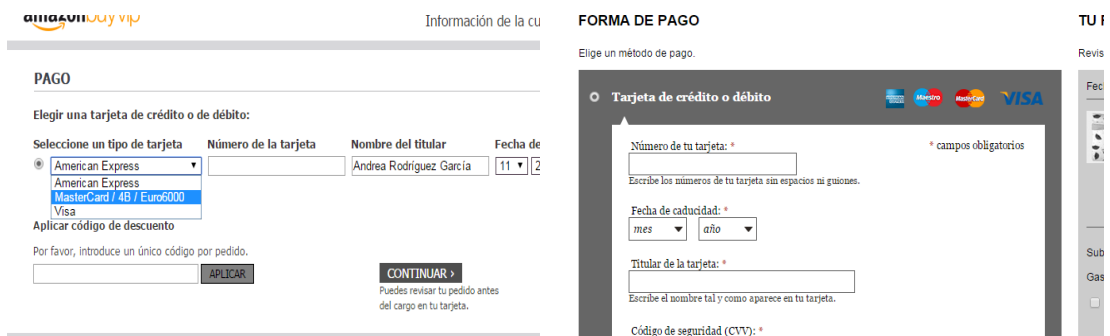 amazonbuyvip
Información de la cu
PAGO
Elegir una tarjeta de crédito o de débito:
Seleccione un tipo de tarjeta Número de la tarjeta Nombre del titular Fecha de
American Express Andrea Rodríguez García 11 2
American Express
MasterCard / 4B / Euro6000
Visa
Aplicar código de descuento
Por favor, introduce un único código por pedido.
APLICAR
CONTINUAR >
Puedes revisar tu pedido antes
del cargo en tu tarjeta.
FORMA DE PAGO
Elige un método de pago.
Tarjeta de crédito o débito Maestro MasterCard VISA
Número de tu tarjeta: * * campos obligatorios
Escribe los números de tu tarjeta sin espacios ni guiones.
Fecha de caducidad: *
mes año
Titular de la tarjeta: *
Escribe el nombre tal y como aparece en tu tarjeta.
Código de seguridad (CVV): *
TU
Revis
Fec
Sub
Gas